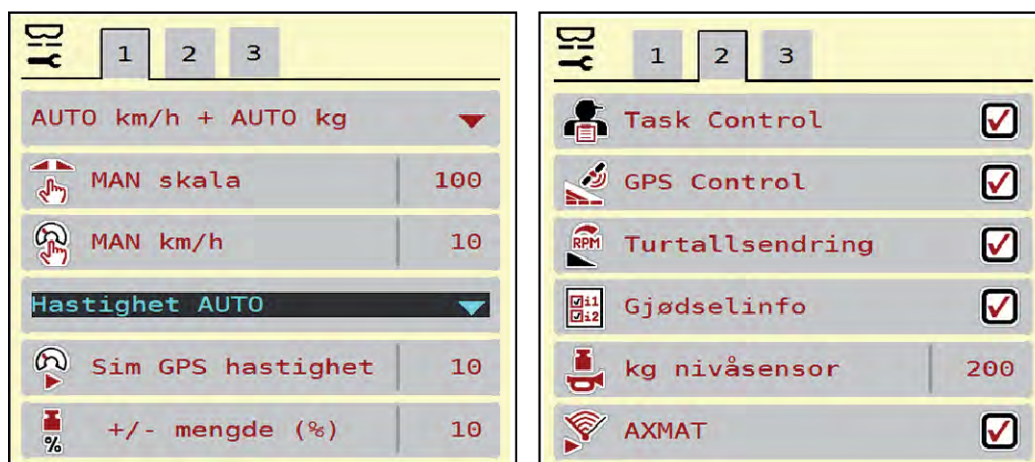 1 2 3
AUTO km/h + AUTO kg
MAN skala 100
MAN km/h 10
Hastighet AUTO
Sim GPS hastighet 10
% +/- mengde (%) 10
1 2 3
Task Control
GPS Control
RPM Turtallsendring
i1 i2 Gjødselinfo
kg nivåsensor 200
AXMAT